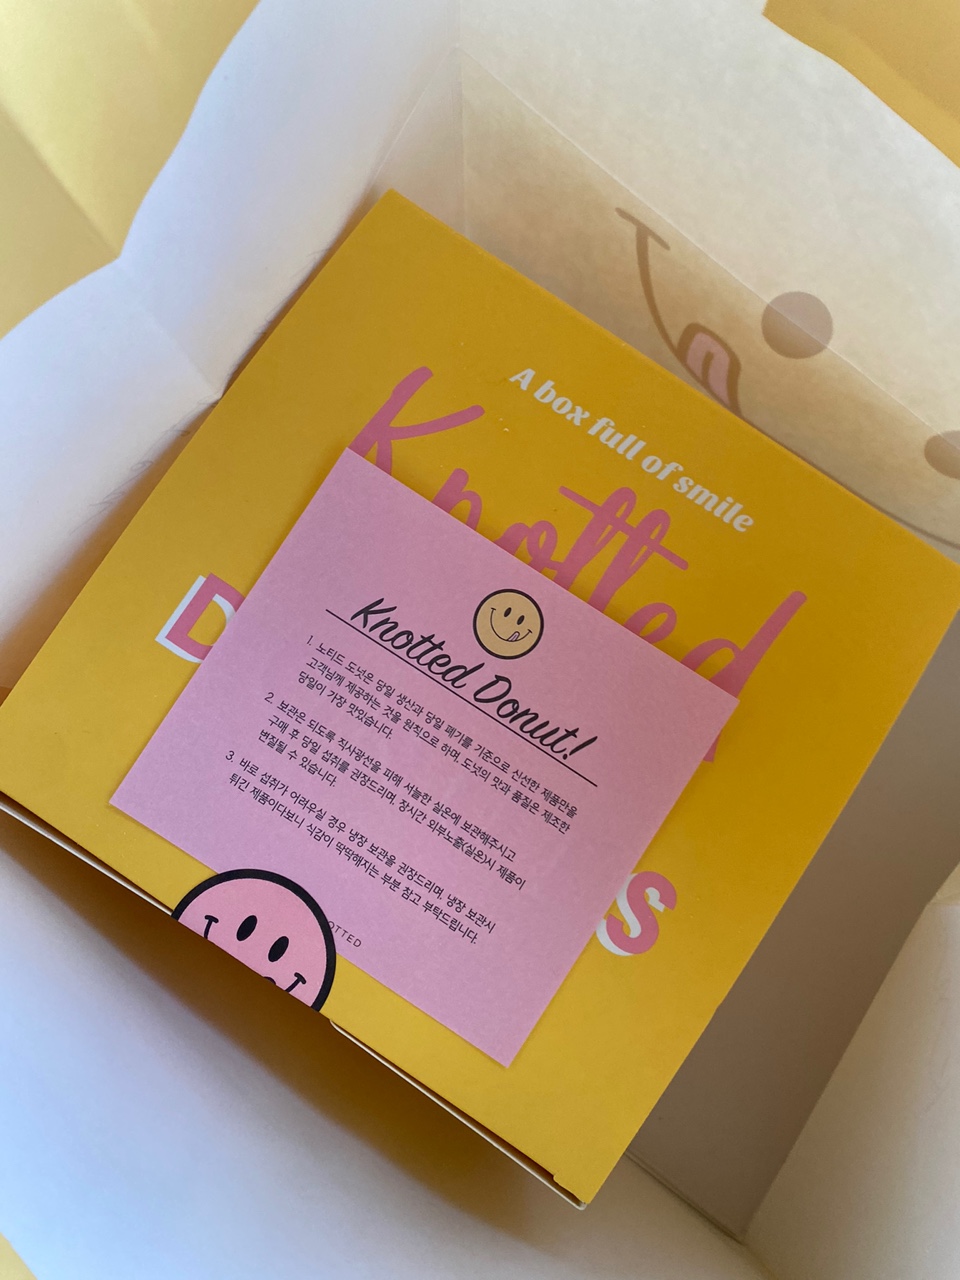 A box full of smile
Knotted
D
S
Knotted Donut!
1. 노티드 도넛은 당일 생산과 당일 폐기를 기준으로 신선한 제품만을
고객님께 제공하는 것을 원칙으로 하며, 도넛의 맛과 품질은 제조한
당일이 가장 맛있습니다.
2. 보관은 되도록 직사광선을 피해 서늘한 실온에 보관해주시고
구매 후 당일 섭취를 권장드리며, 장시간 외부노출(실온)시 제품이
변질될 수 있습니다.
3. 바로 섭취가 어려우실 경우 냉장 보관을 권장드리며, 냉장 보관시
튀긴 제품이다보니 식감이 딱딱해지는 부분 참고 부탁드립니다.
OTTED